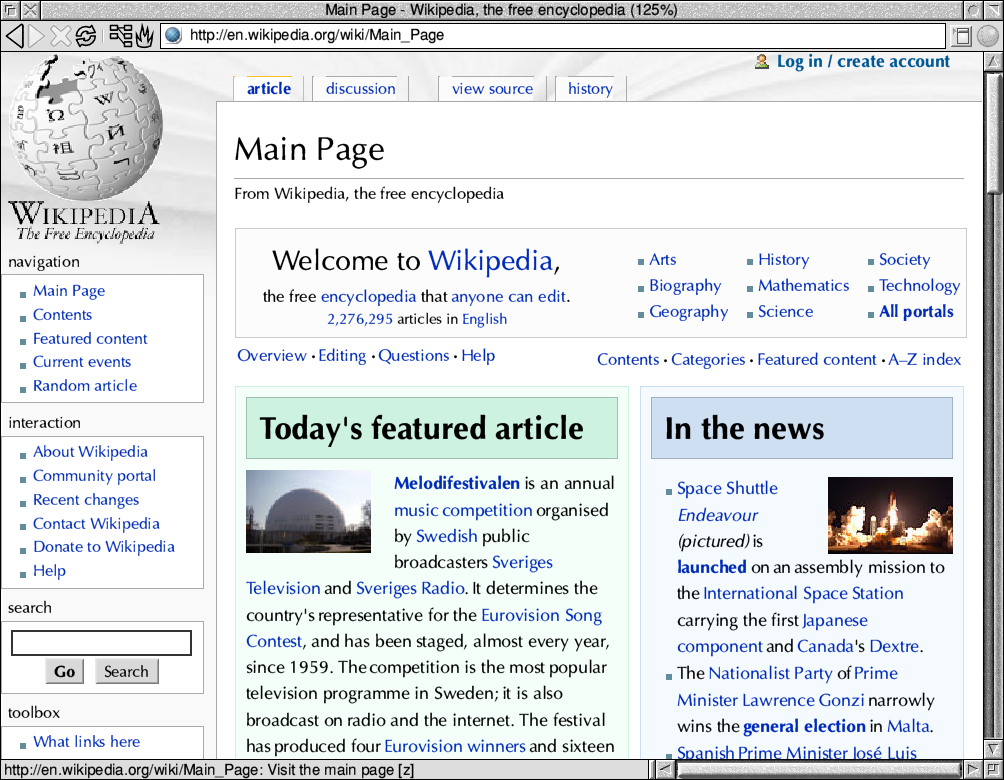 Main Page - Wikipedia, the free encyclopedia (125%)
http://en.wikipedia.org/wiki/Main_Page
Log in / create account
article
discussion
view source
history
WIKIPEDIA
The Free Encyclopedia
navigation
Main Page
Contents
Featured content
Current events
Random article
interaction
About Wikipedia
Community portal
Recent changes
Contact Wikipedia
Donate to Wikipedia
Help
search
Go Search
toolbox
What links here
Main Page
From Wikipedia, the free encyclopedia
Welcome to Wikipedia,
the free encyclopedia that anyone can edit.
2,276,295 articles in English
Arts
Biography
Geography
History
Mathematics
Science
Society
Technology
All portals
Overview · Editing · Questions · Help
Contents · Categories · Featured content · A–Z index
Today's featured article
Melodifestivalen is an annual
music competition organised
by Swedish public
broadcasters Sveriges
Television and Sveriges Radio. It determines the
country's representative for the Eurovision Song
Contest, and has been staged, almost every year,
since 1959. The competition is the most popular
television programme in Sweden; it is also
broadcast on radio and the internet. The festival
has produced four Eurovision winners and sixteen
In the news
Space Shuttle
Endeavour
(pictured) is
launched on an assembly mission to
the International Space Station
carrying the first Japanese
component and Canada's Dextre.
The Nationalist Party of Prime
Minister Lawrence Gonzi narrowly
wins the general election in Malta.
Spanish Prime Minister José Luis
http://en.wikipedia.org/wiki/Main_Page: Visit the main page [z]